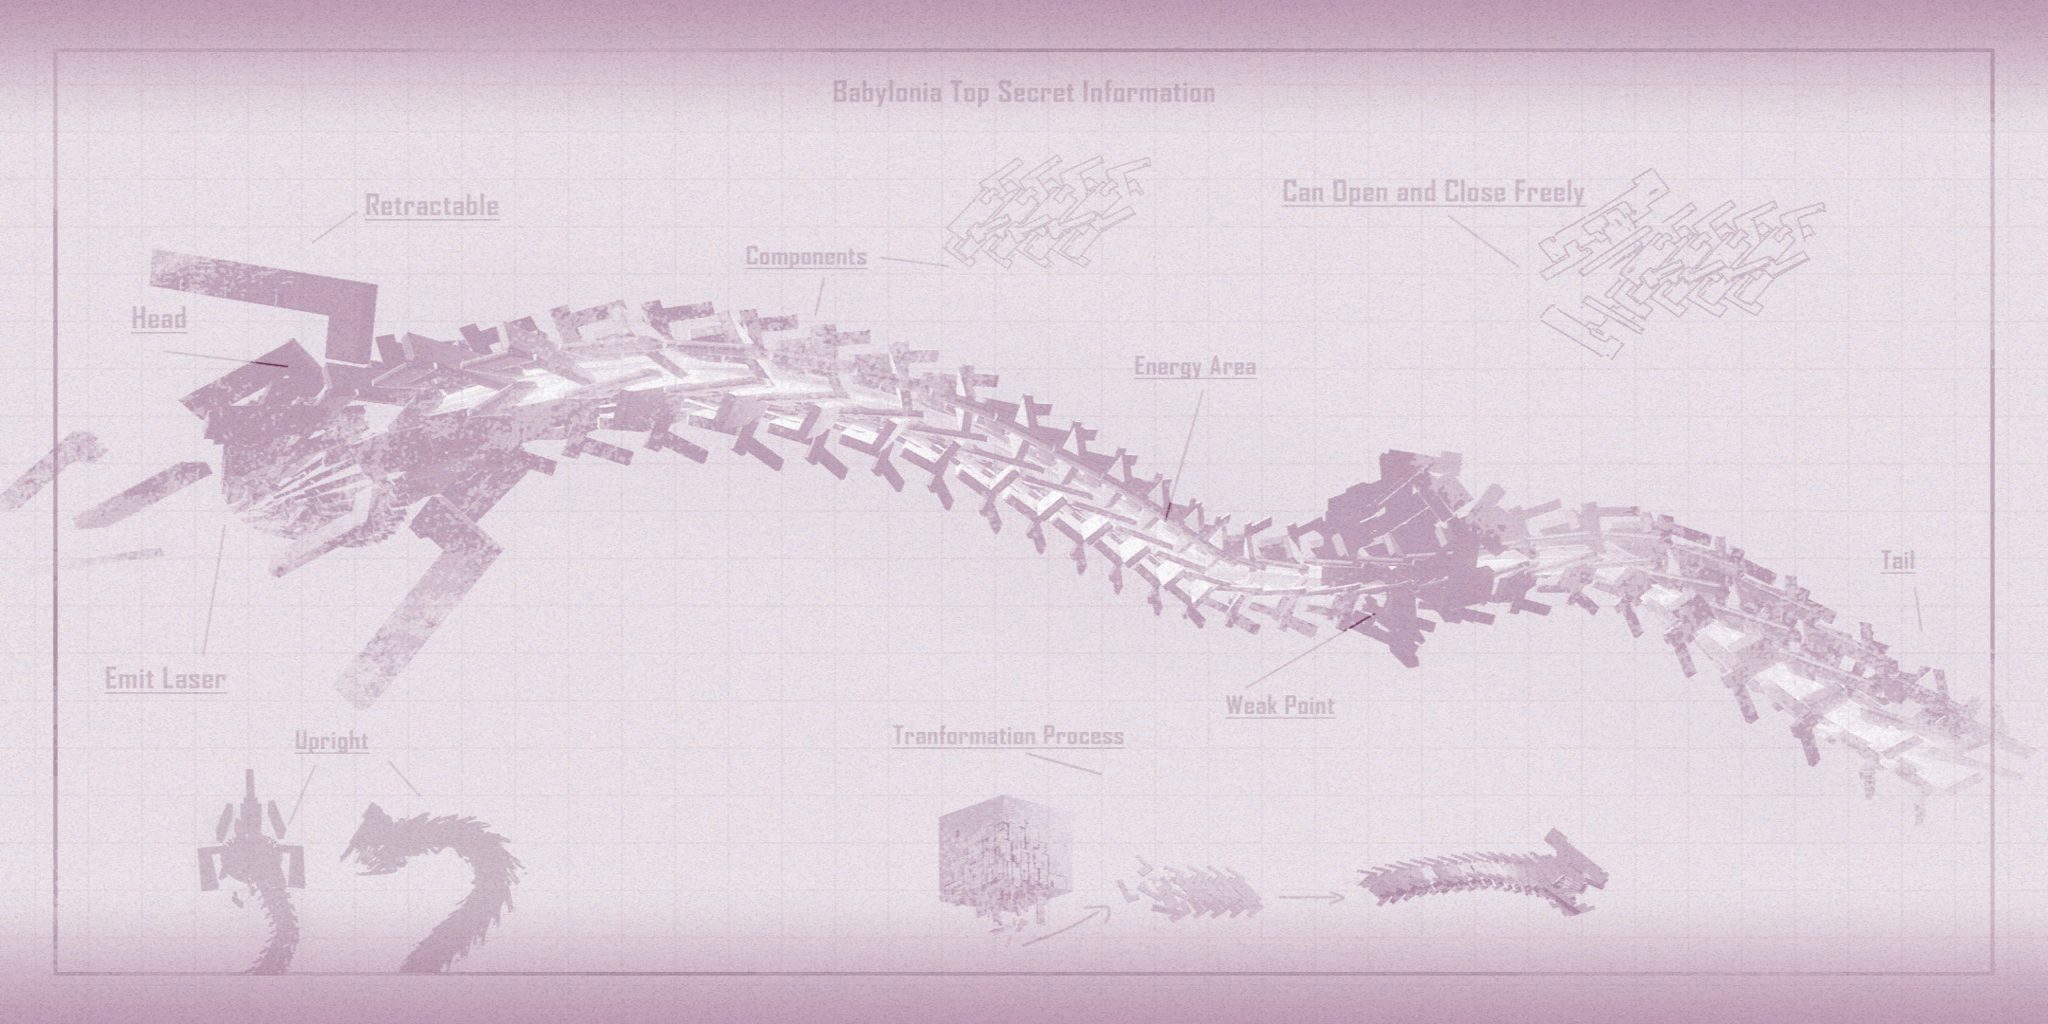 Babylonia Top Secret Information
Retractable
Can Open and Close Freely
Components
Head
Energy Area
Tail
Emit Laser
Weak Point
Upright
Tranformation Process